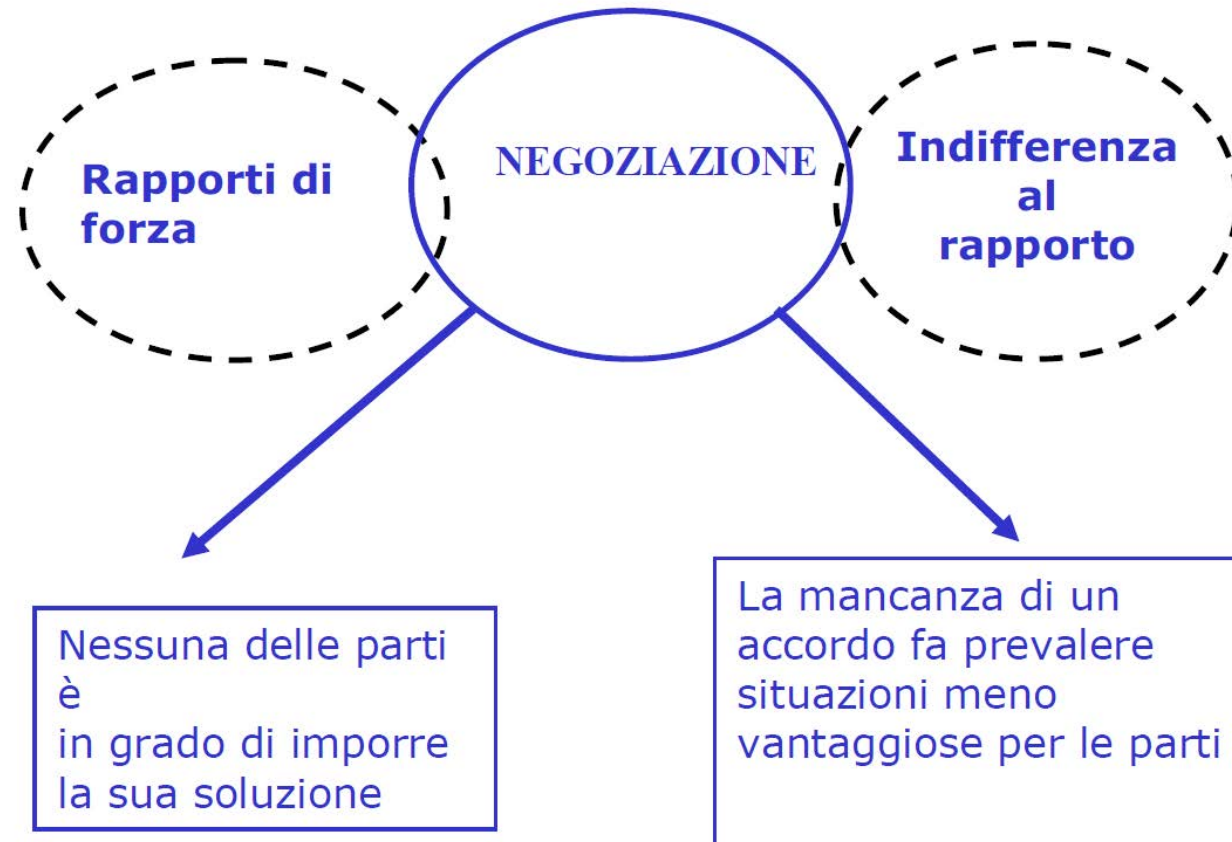 Rapporti di
forza
NEGOZIAZIONE
Indifferenza
al
rapporto
Nessuna delle parti
è
in grado di imporre
la sua soluzione
La mancanza di un
accordo fa prevalere
situazioni meno
vantaggiose per le parti